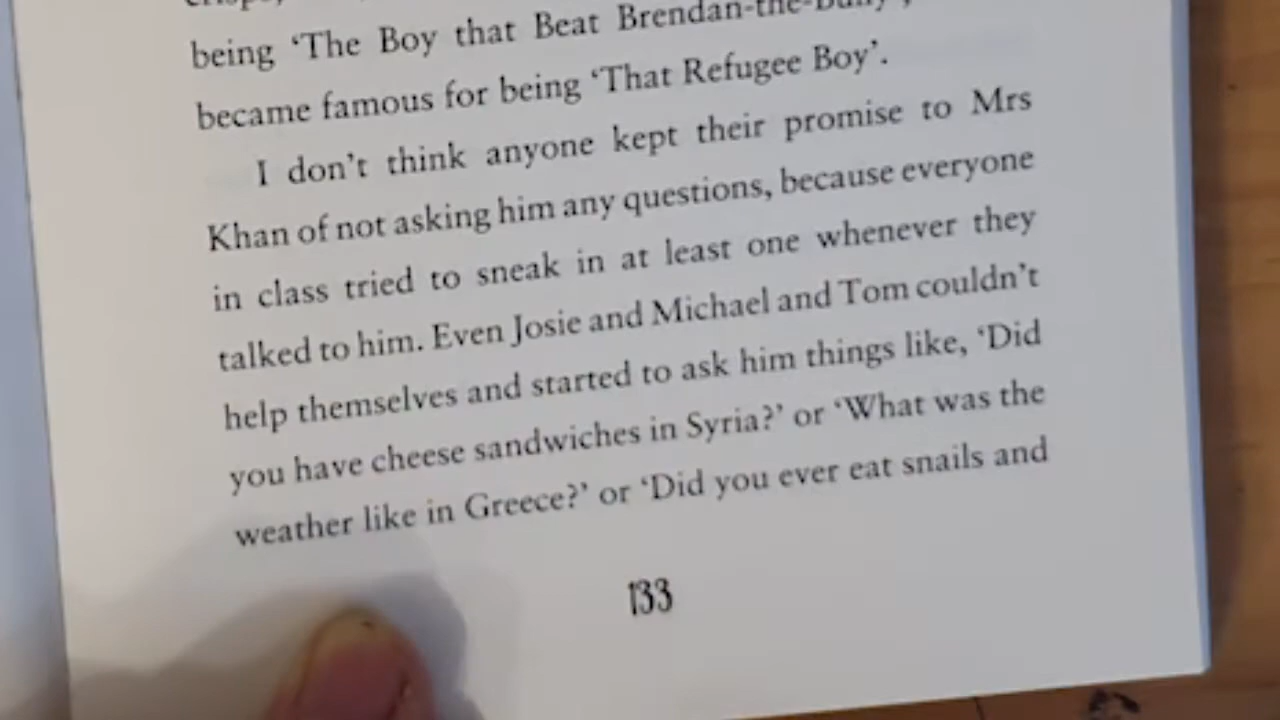 being ‘The Boy that Beat Brendan-the-Bully’,
became famous for being ‘That Refugee Boy’.
I don’t think anyone kept their promise to Mrs
Khan of not asking him any questions, because everyone
in class tried to sneak in at least one whenever they
talked to him. Even Josie and Michael and Tom couldn’t
help themselves and started to ask him things like, ‘Did
you have cheese sandwiches in Syria?’ or ‘What was the
weather like in Greece?’ or ‘Did you ever eat snails and
133